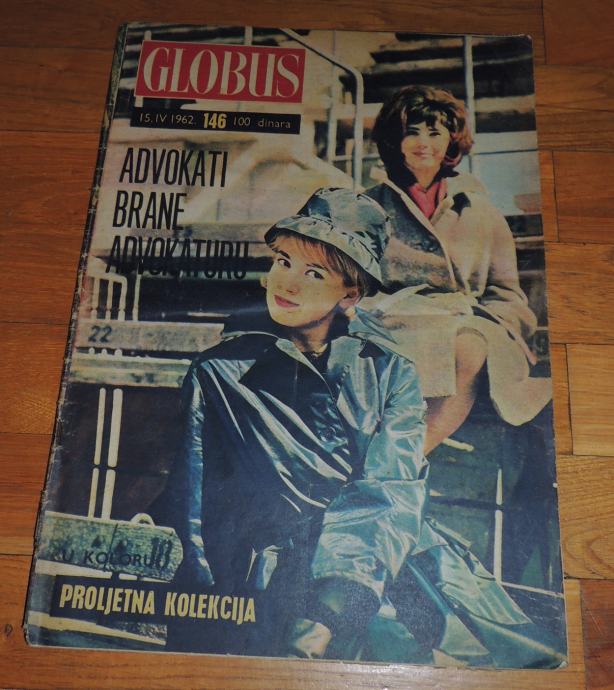 GLOBUS
15. IV 1962. 146 100 dinara
ADVOKATI
BRANE
ADVOKATURU
22
U KOLORU
PROLJETNA KOLEKCIJA